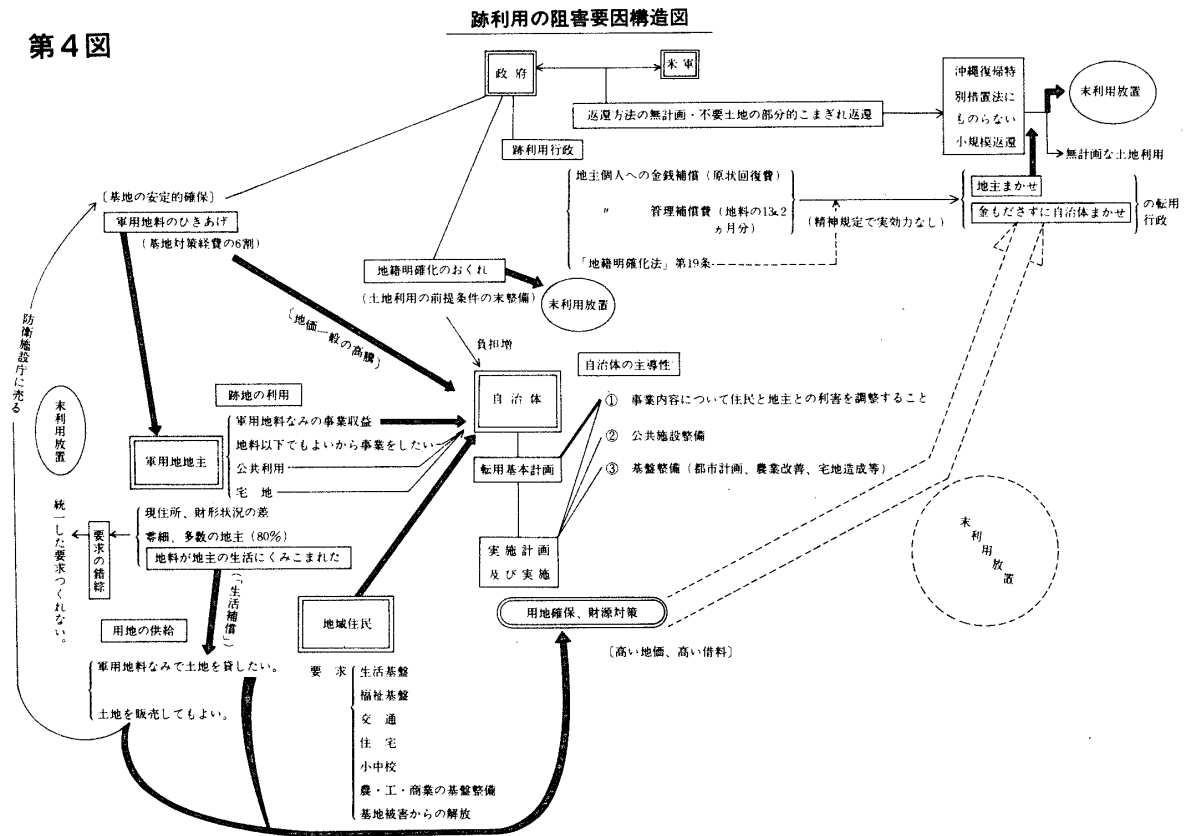 第4図
跡利用の阻害要因構造図
政府
米軍
返還方法の無計画・不要土地の部分的こまぎれ返還
沖縄復帰特
別措置法に
ものらない
小規模返還
末利用放置
無計画な土地利用
跡利用行政
地主個人への金銭補償（原状回復費）
〃 管理補償費（地料の13&2
ヵ月分）
「地籍明確化法」第19条
（精神規定で実効力なし）
地主まかせ
金もださずに自治体まかせ
の転用
行政
〔基地の安定的確保〕
軍用地料のひきあげ
（基地対策経費の6割）
地籍明確化のおくれ
（土地利用の前提条件の末整備）
末利用放置
〔地価一般の高騰〕
負担増
防衛施設庁に売る
末利用放置
跡地の利用
軍用地地主
軍用地料なみの事業収益
地料以下でもよいから事業をしたい
公共利用
宅地
自治体
自治体の主導性
① 事業内容について住民と地主との利害を調整すること
② 公共施設整備
③ 基盤整備（都市計画、農業改善、宅地造成等）
転用基本計画
実施計画
及び実施
統一した要求つくれない。
要求の錯綜
現住所、財形状況の差
零細、多数の地主（80％）
地料が地主の生活にくみこまれた
（「生活補償」）
用地の供給
軍用地料なみで土地を貸したい。
土地を販売してもよい。
地域住民
要求
生活基盤
福祉基盤
交通
住宅
小中校
農・工・商業の基盤整備
基地被害からの解放
用地確保、財源対策
〔高い地価、高い借料〕
末利用放置